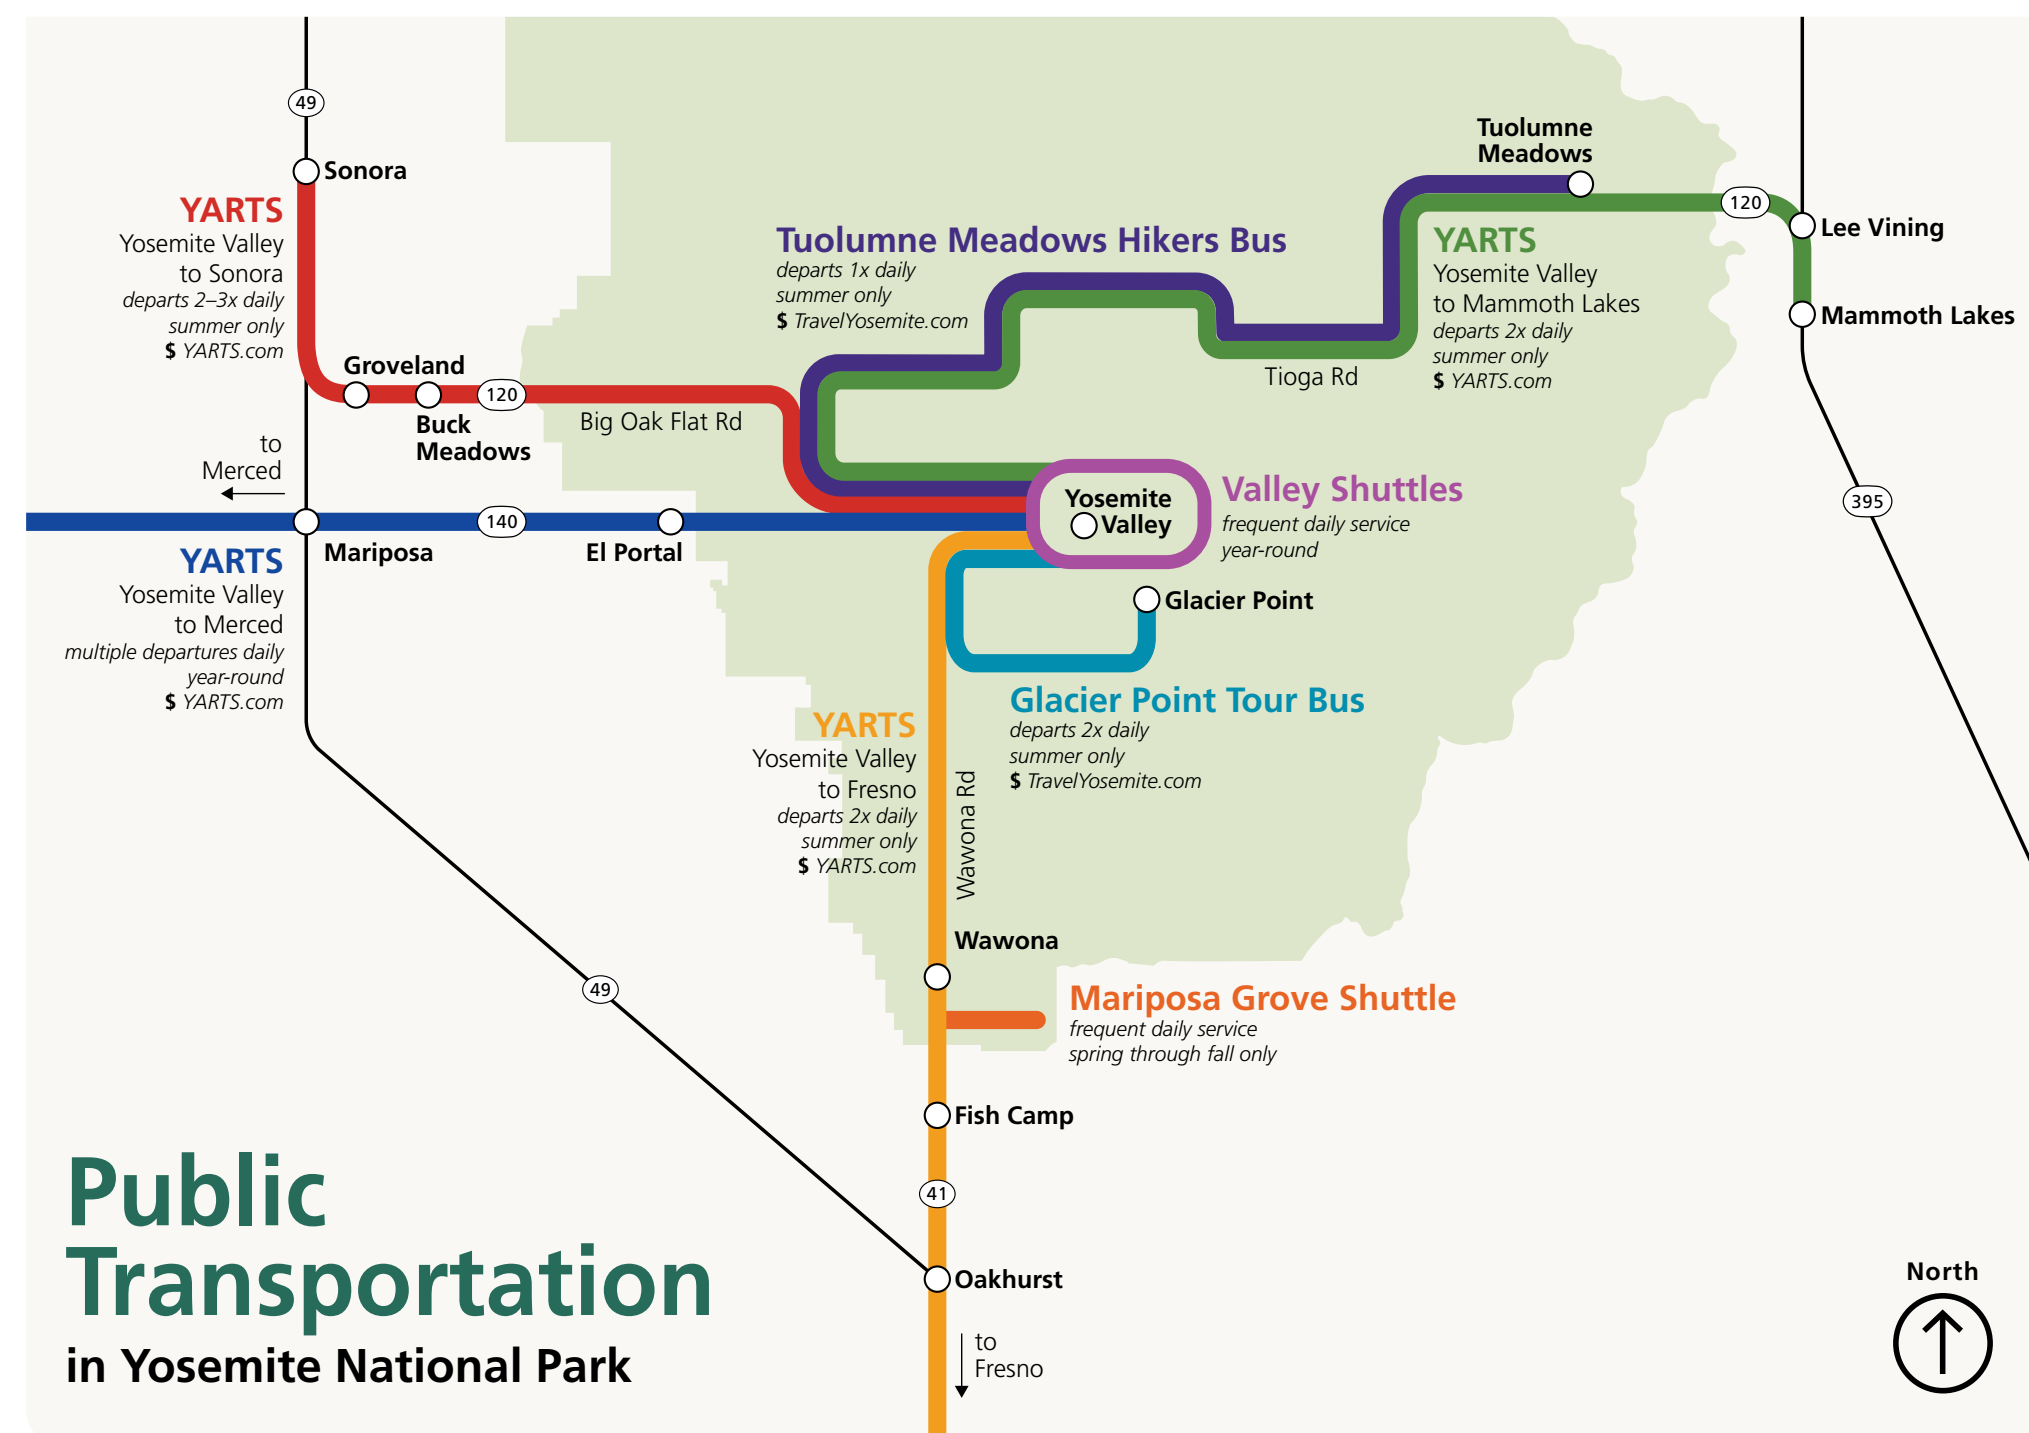 49
Sonora
YARTS
Yosemite Valley
to Sonora
departs 2–3x daily
summer only
$ YARTS.com
Groveland
Buck
Meadows
120
Big Oak Flat Rd
to
Merced
140
Mariposa
El Portal
YARTS
Yosemite Valley
to Merced
multiple departures daily
year-round
$ YARTS.com
Tuolumne Meadows Hikers Bus
departs 1x daily
summer only
$ TravelYosemite.com
Tuolumne
Meadows
120
Lee Vining
Mammoth Lakes
YARTS
Yosemite Valley
to Mammoth Lakes
departs 2x daily
summer only
$ YARTS.com
Tioga Rd
395
Yosemite
Valley
Valley Shuttles
frequent daily service
year-round
Glacier Point
Glacier Point Tour Bus
departs 2x daily
summer only
$ TravelYosemite.com
YARTS
Yosemite Valley
to Fresno
departs 2x daily
summer only
$ YARTS.com
Wawona Rd
Wawona
Mariposa Grove Shuttle
frequent daily service
spring through fall only
49
Fish Camp
41
Oakhurst
to
Fresno
Public
Transportation
in Yosemite National Park
North